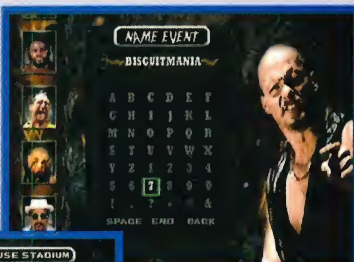 NAME EVENT
BISCUITMANIA
A B C D E F
G H I J K L
M N O P Q R
S T U V W X
Y Z 1 2 3 4
5 6 7 8 9 0
! . ? - &
SPACE END BACK
USE STADIUM